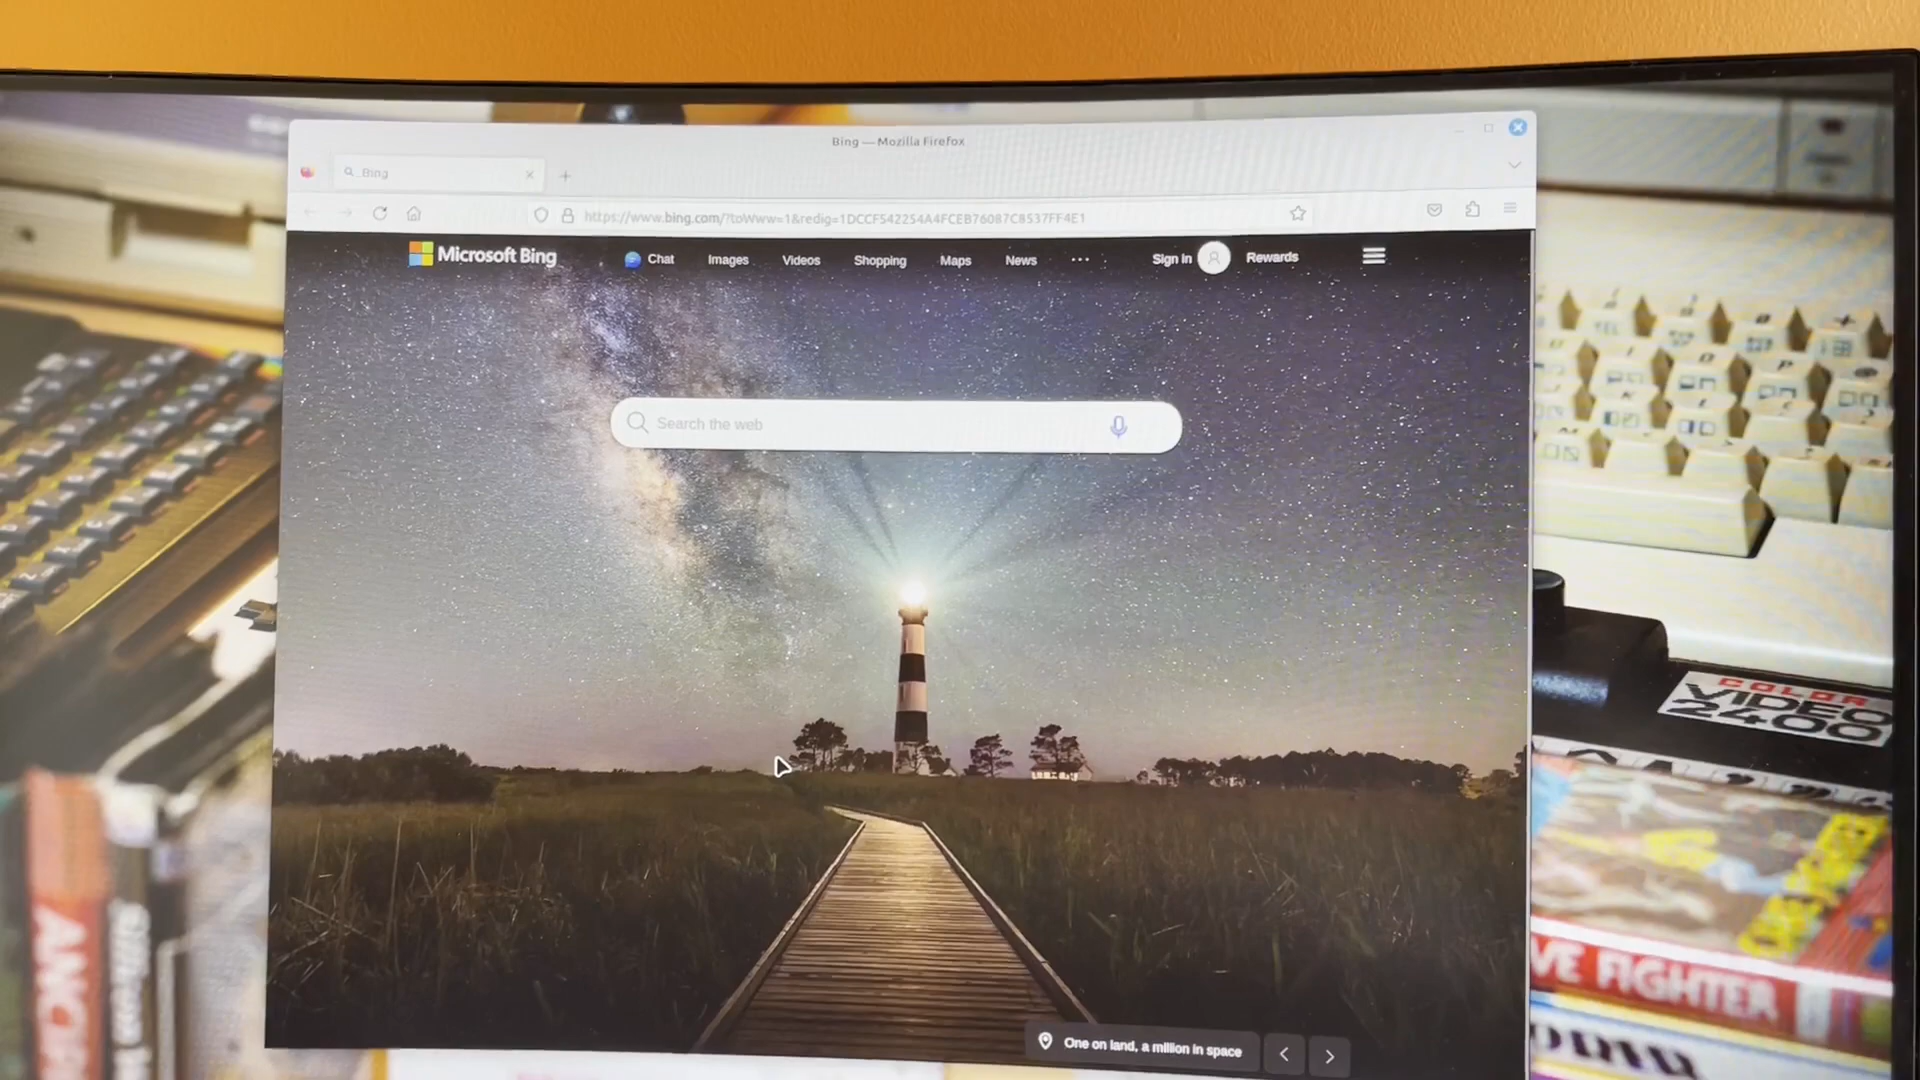 Bing — Mozilla Firefox
Bing
https://www.bing.com/?toWww=1&redig=1DCCF542254A4FCEB76087C8537FF4E1
Microsoft Bing
Chat
Images
Videos
Shopping
Maps
News
Sign in
Rewards
Search the web
COLOR
VIDEO
2400
VE FIGHTER
One on land, a million in space